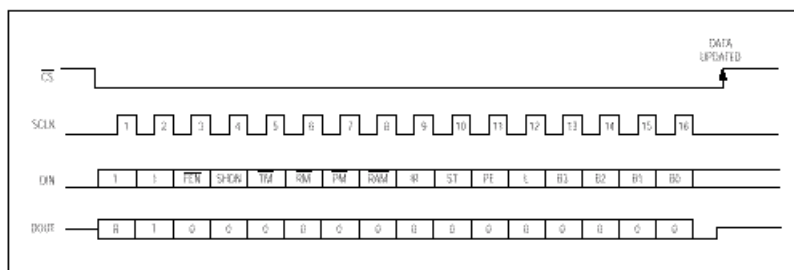 DATA
UPDATED
CS
SCLK 1 2 3 4 5 6 7 8 9 10 11 12 13 14 15 16
DIN 1 1 FEN SHDN TM RM PM RAM IR ST PE L B3 B2 B1 B0
DOUT R 1 0 0 0 0 0 0 0 0 0 0 0 0